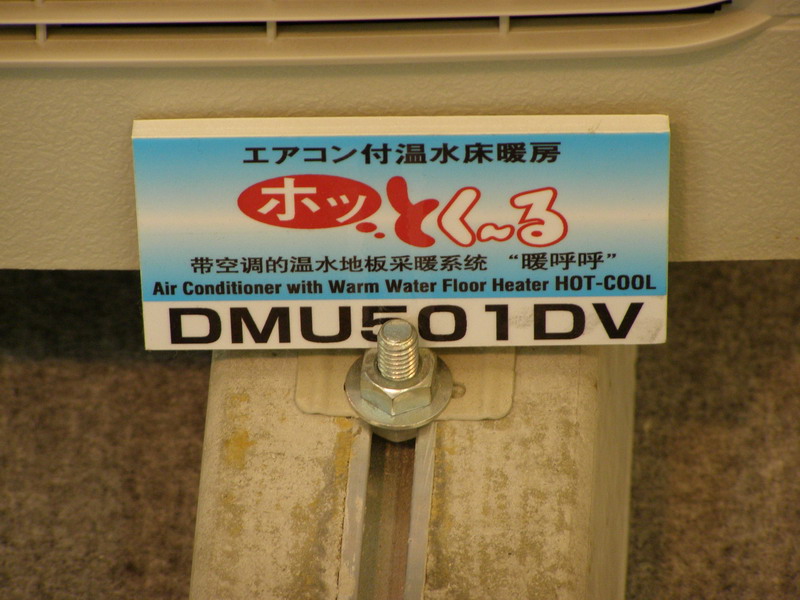 エアコン付温水床暖房
ホッとく〜る
带空调的温水地板采暖系统 “暖呼呼”
Air Conditioner with Warm Water Floor Heater HOT-COOL
DMU501DV